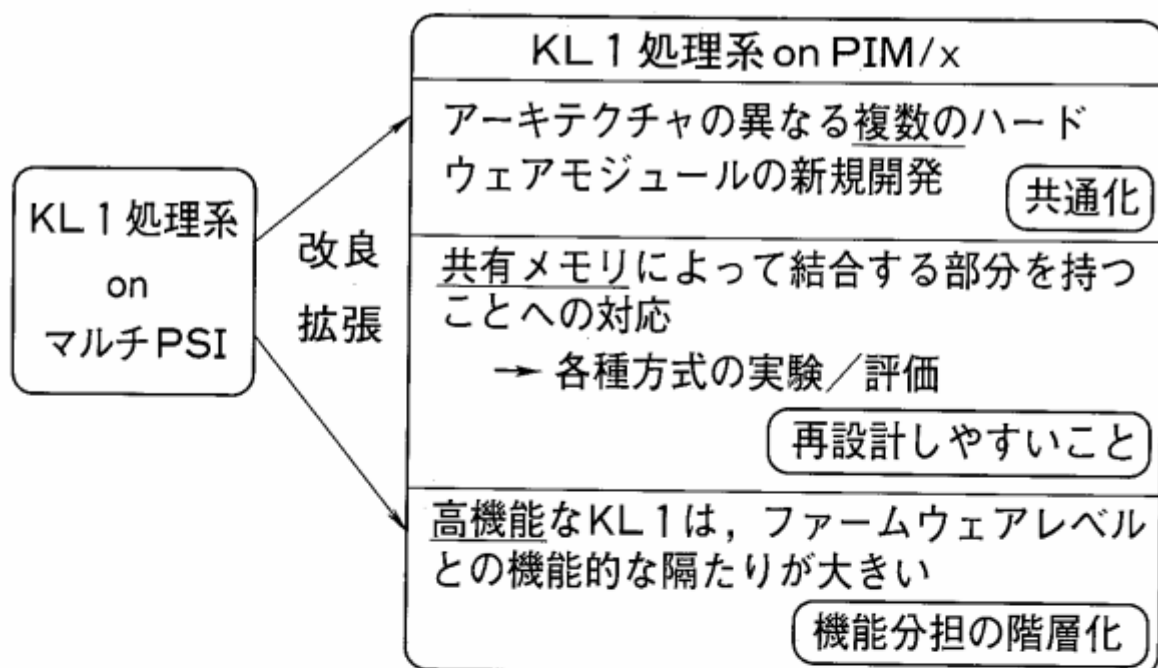 KL1処理系
on
マルチPSI
改良
拡張
KL1処理系on PIM/x
アーキテクチャの異なる複数のハード
ウェアモジュールの新規開発
共通化
共有メモリによって結合する部分を持つ
ことへの対応
→ 各種方式の実験／評価
再設計しやすいこと
高機能なKL1は，ファームウェアレベル
との機能的な隔たりが大きい
機能分担の階層化